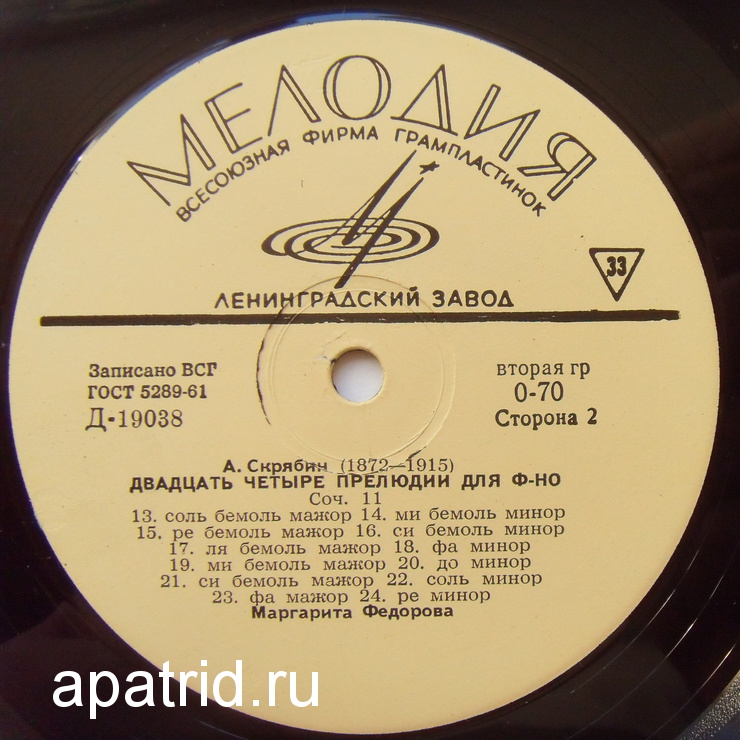 МЕЛОДИЯ
ВСЕСОЮЗНАЯ ФИРМА ГРАМПЛАСТИНОК
33
ЛЕНИНГРАДСКИЙ ЗАВОД
Записано ВСГ
ГОСТ 5289-61
Д-19038
вторая гр
0-70
Сторона 2
А. Скрябин (1872—1915)
ДВАДЦАТЬ ЧЕТЫРЕ ПРЕЛЮДИИ ДЛЯ Ф-НО
Соч. 11
13. соль бемоль мажор 14. ми бемоль минор
15. ре бемоль мажор 16. си бемоль минор
17. ля бемоль мажор 18. фа минор
19. ми бемоль мажор 20. до минор
21. си бемоль мажор 22. соль минор
23. фа мажор 24. ре минор
Маргарита Федорова
apatrid.ru